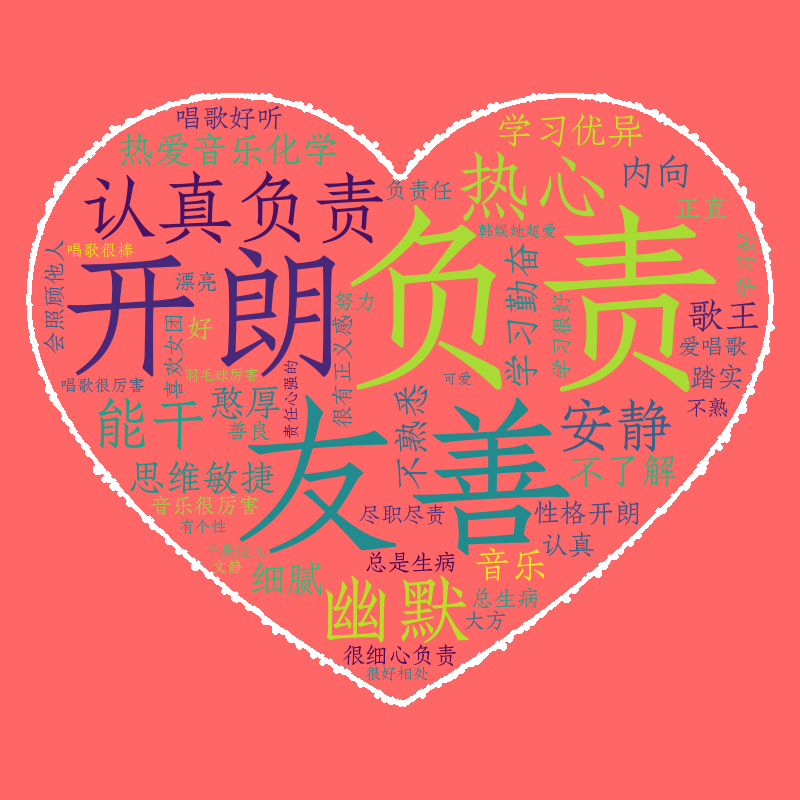 唱歌好听
学习优异
热爱音乐化学
热心
内向
认真负责
负责任
正直
韩娱她超爱
会照顾他人
唱歌很棒
开朗
负责
学习好
漂亮
学习勤奋
努力
学习很好
歌王
喜欢女团
好
很有正义感
爱唱歌
羽毛球厉害
唱歌很厉害
责任心强的
可爱
踏实
能干
憨厚
善良
不熟悉
安静
不熟
友善
思维敏捷
不了解
音乐很厉害
尽职尽责
性格开朗
有个性
认真
平易近人
文静
细腻
总是生病
音乐
幽默
总生病
大方
很细心负责
很好相处